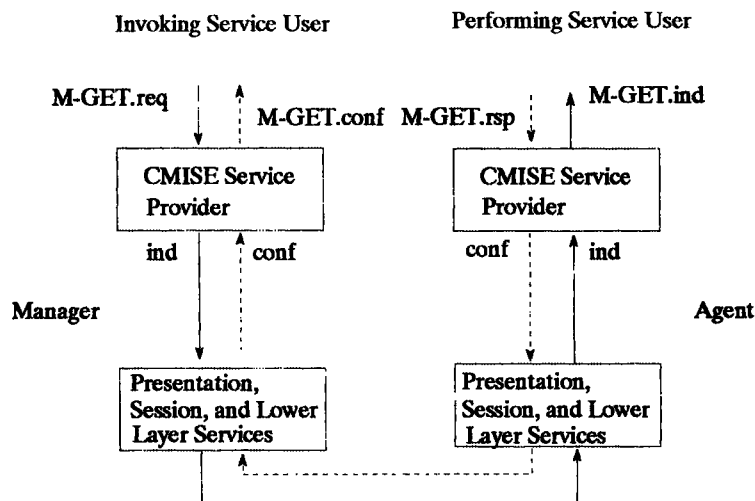 Invoking Service User
Performing Service User
M-GET.req
M-GET.conf
M-GET.rsp
M-GET.ind
CMISE Service
Provider
CMISE Service
Provider
ind
conf
conf
ind
Manager
Agent
Presentation,
Session, and Lower
Layer Services
Presentation,
Session, and Lower
Layer Services